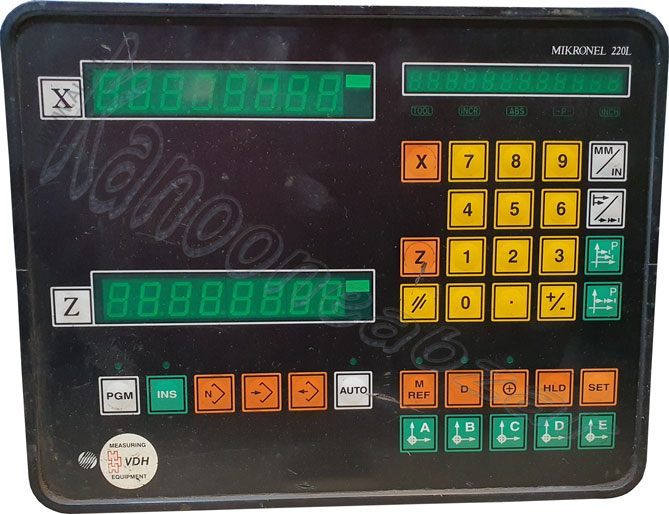 MIKRONEL 220L
X
TOOL INCR ABS -P- INCH
X 7 8 9 MM/IN
4 5 6
Z 1 2 3 P
Z
0 . +/- P
PGM INS N AUTO
M REF D HLD SET
A B C D E
MEASURING
VDH
EQUIPMENT